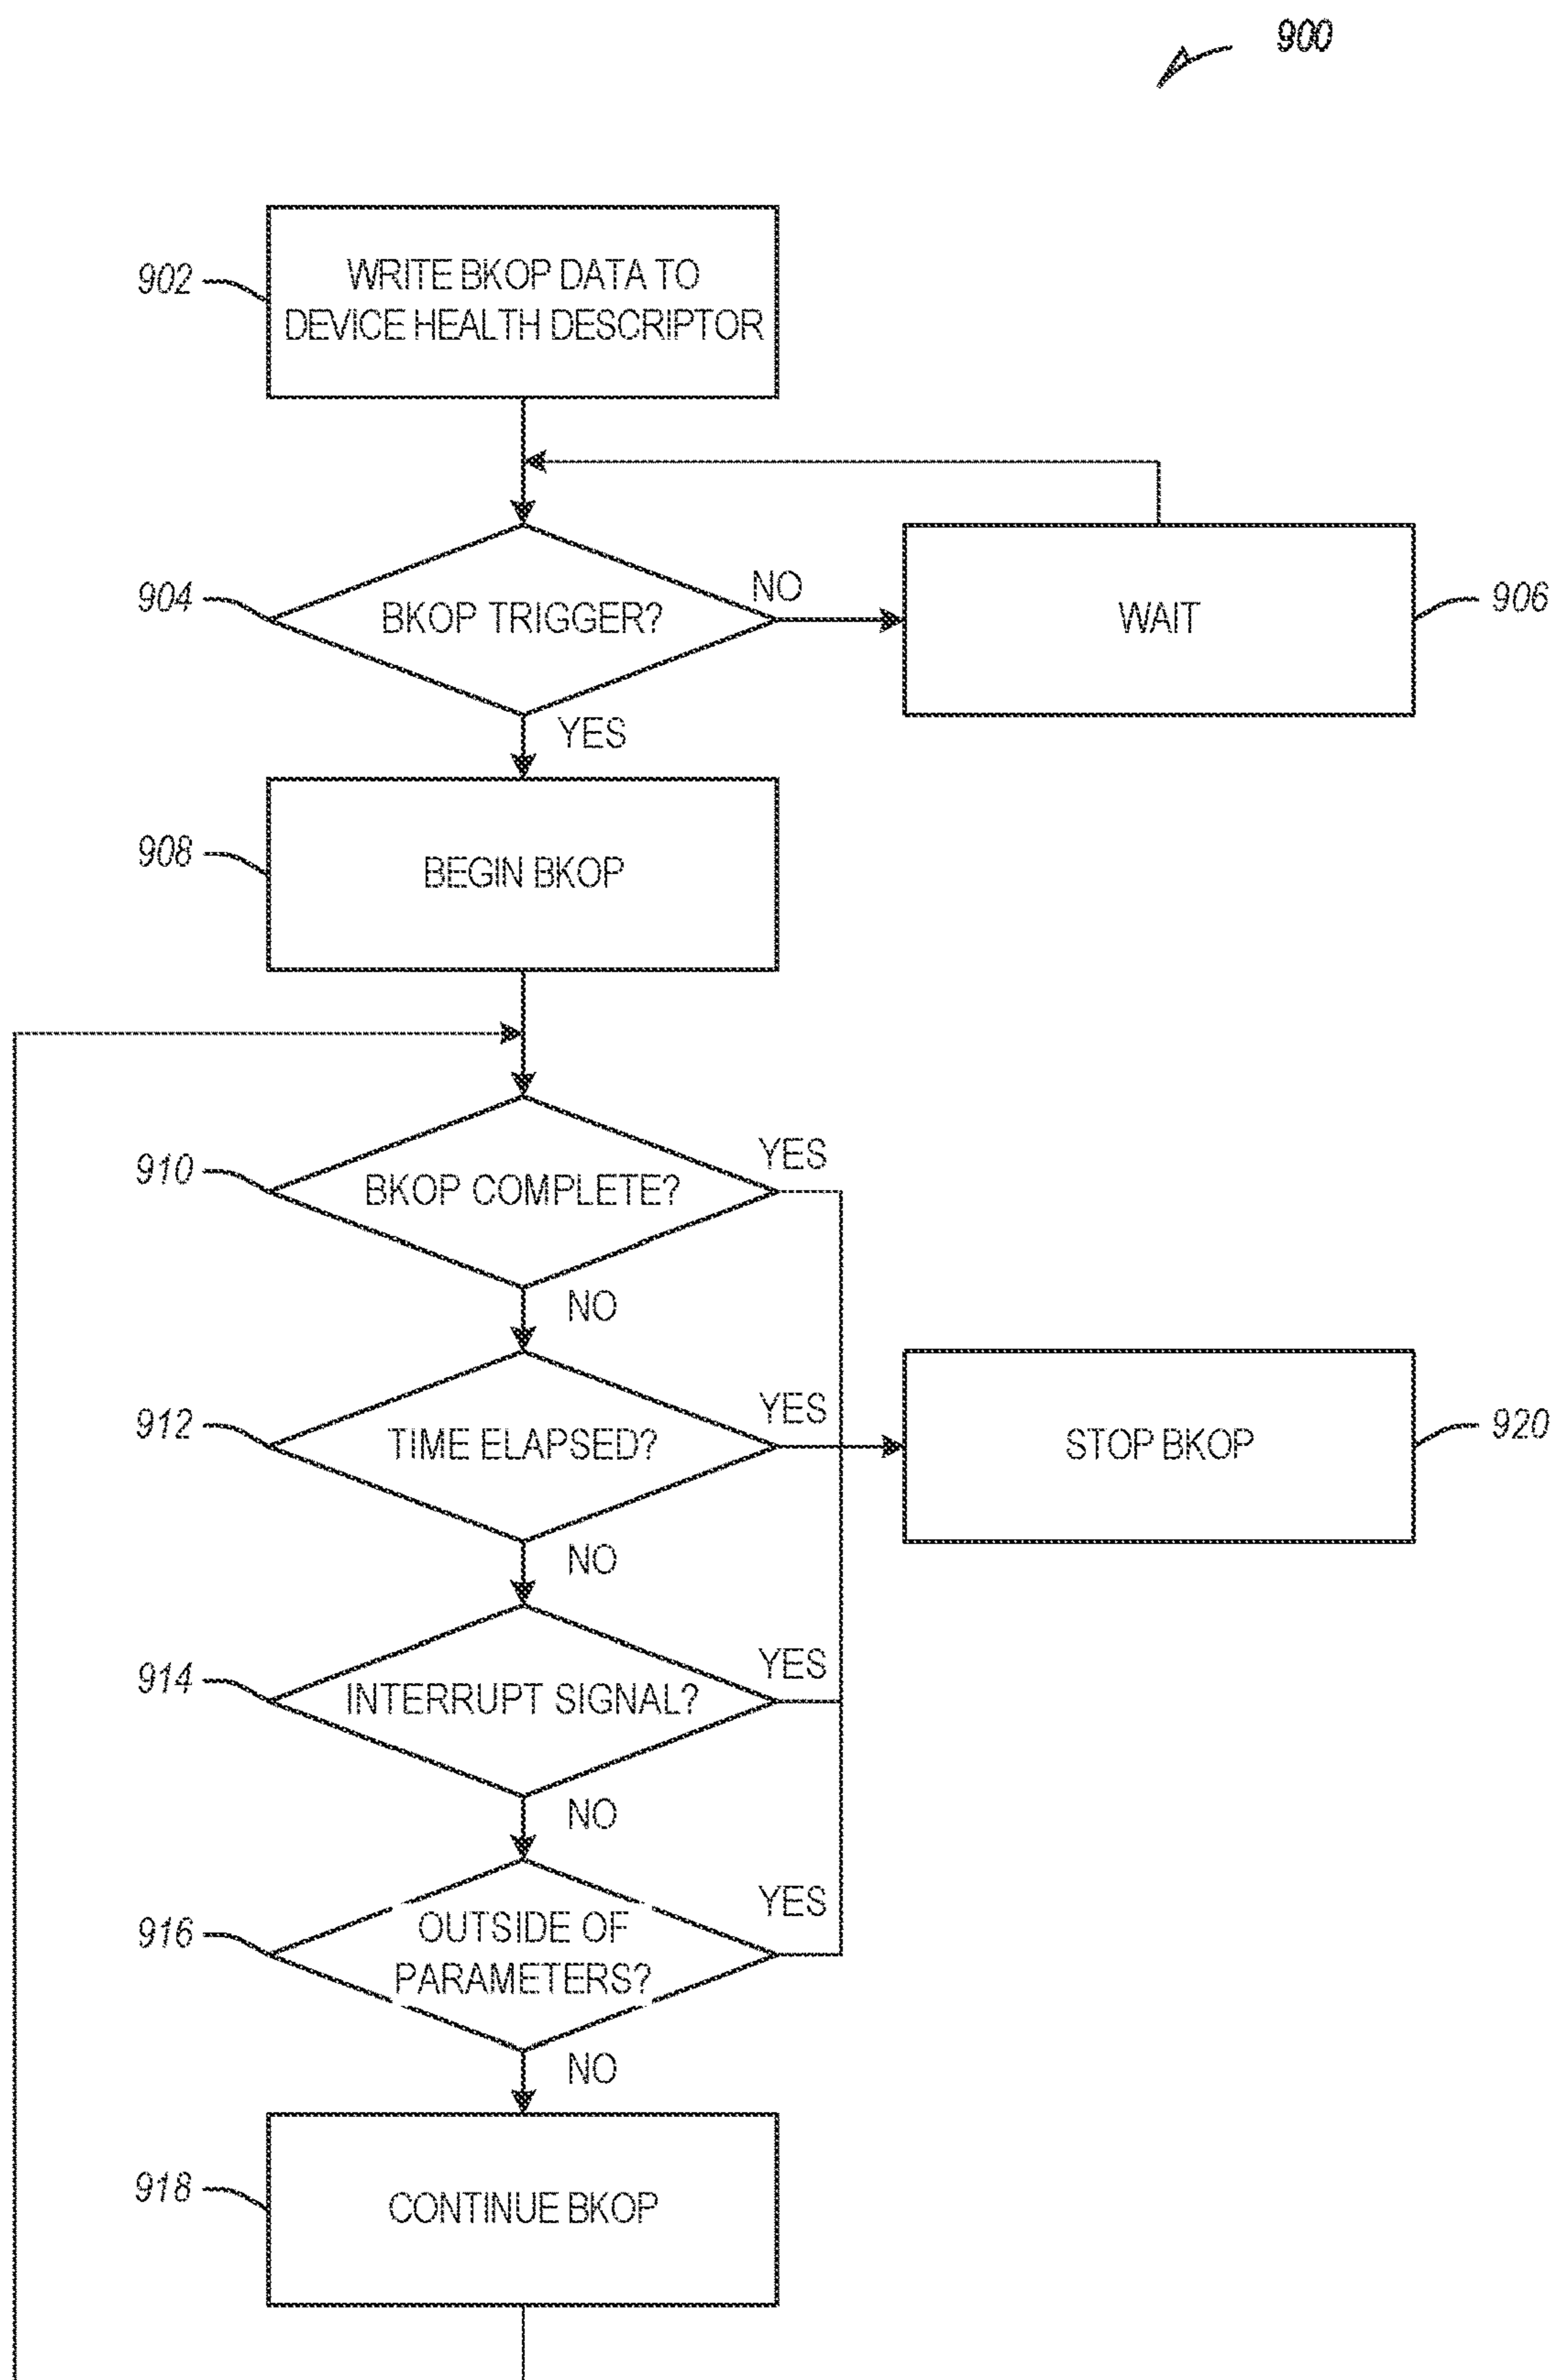 900
902
WRITE BKOP DATA TO
DEVICE HEALTH DESCRIPTOR
904
BKOP TRIGGER?
NO
WAIT
906
YES
908
BEGIN BKOP
910
BKOP COMPLETE?
YES
NO
912
TIME ELAPSED?
YES
STOP BKOP
920
NO
914
INTERRUPT SIGNAL?
YES
NO
916
OUTSIDE OF
PARAMETERS?
YES
NO
918
CONTINUE BKOP